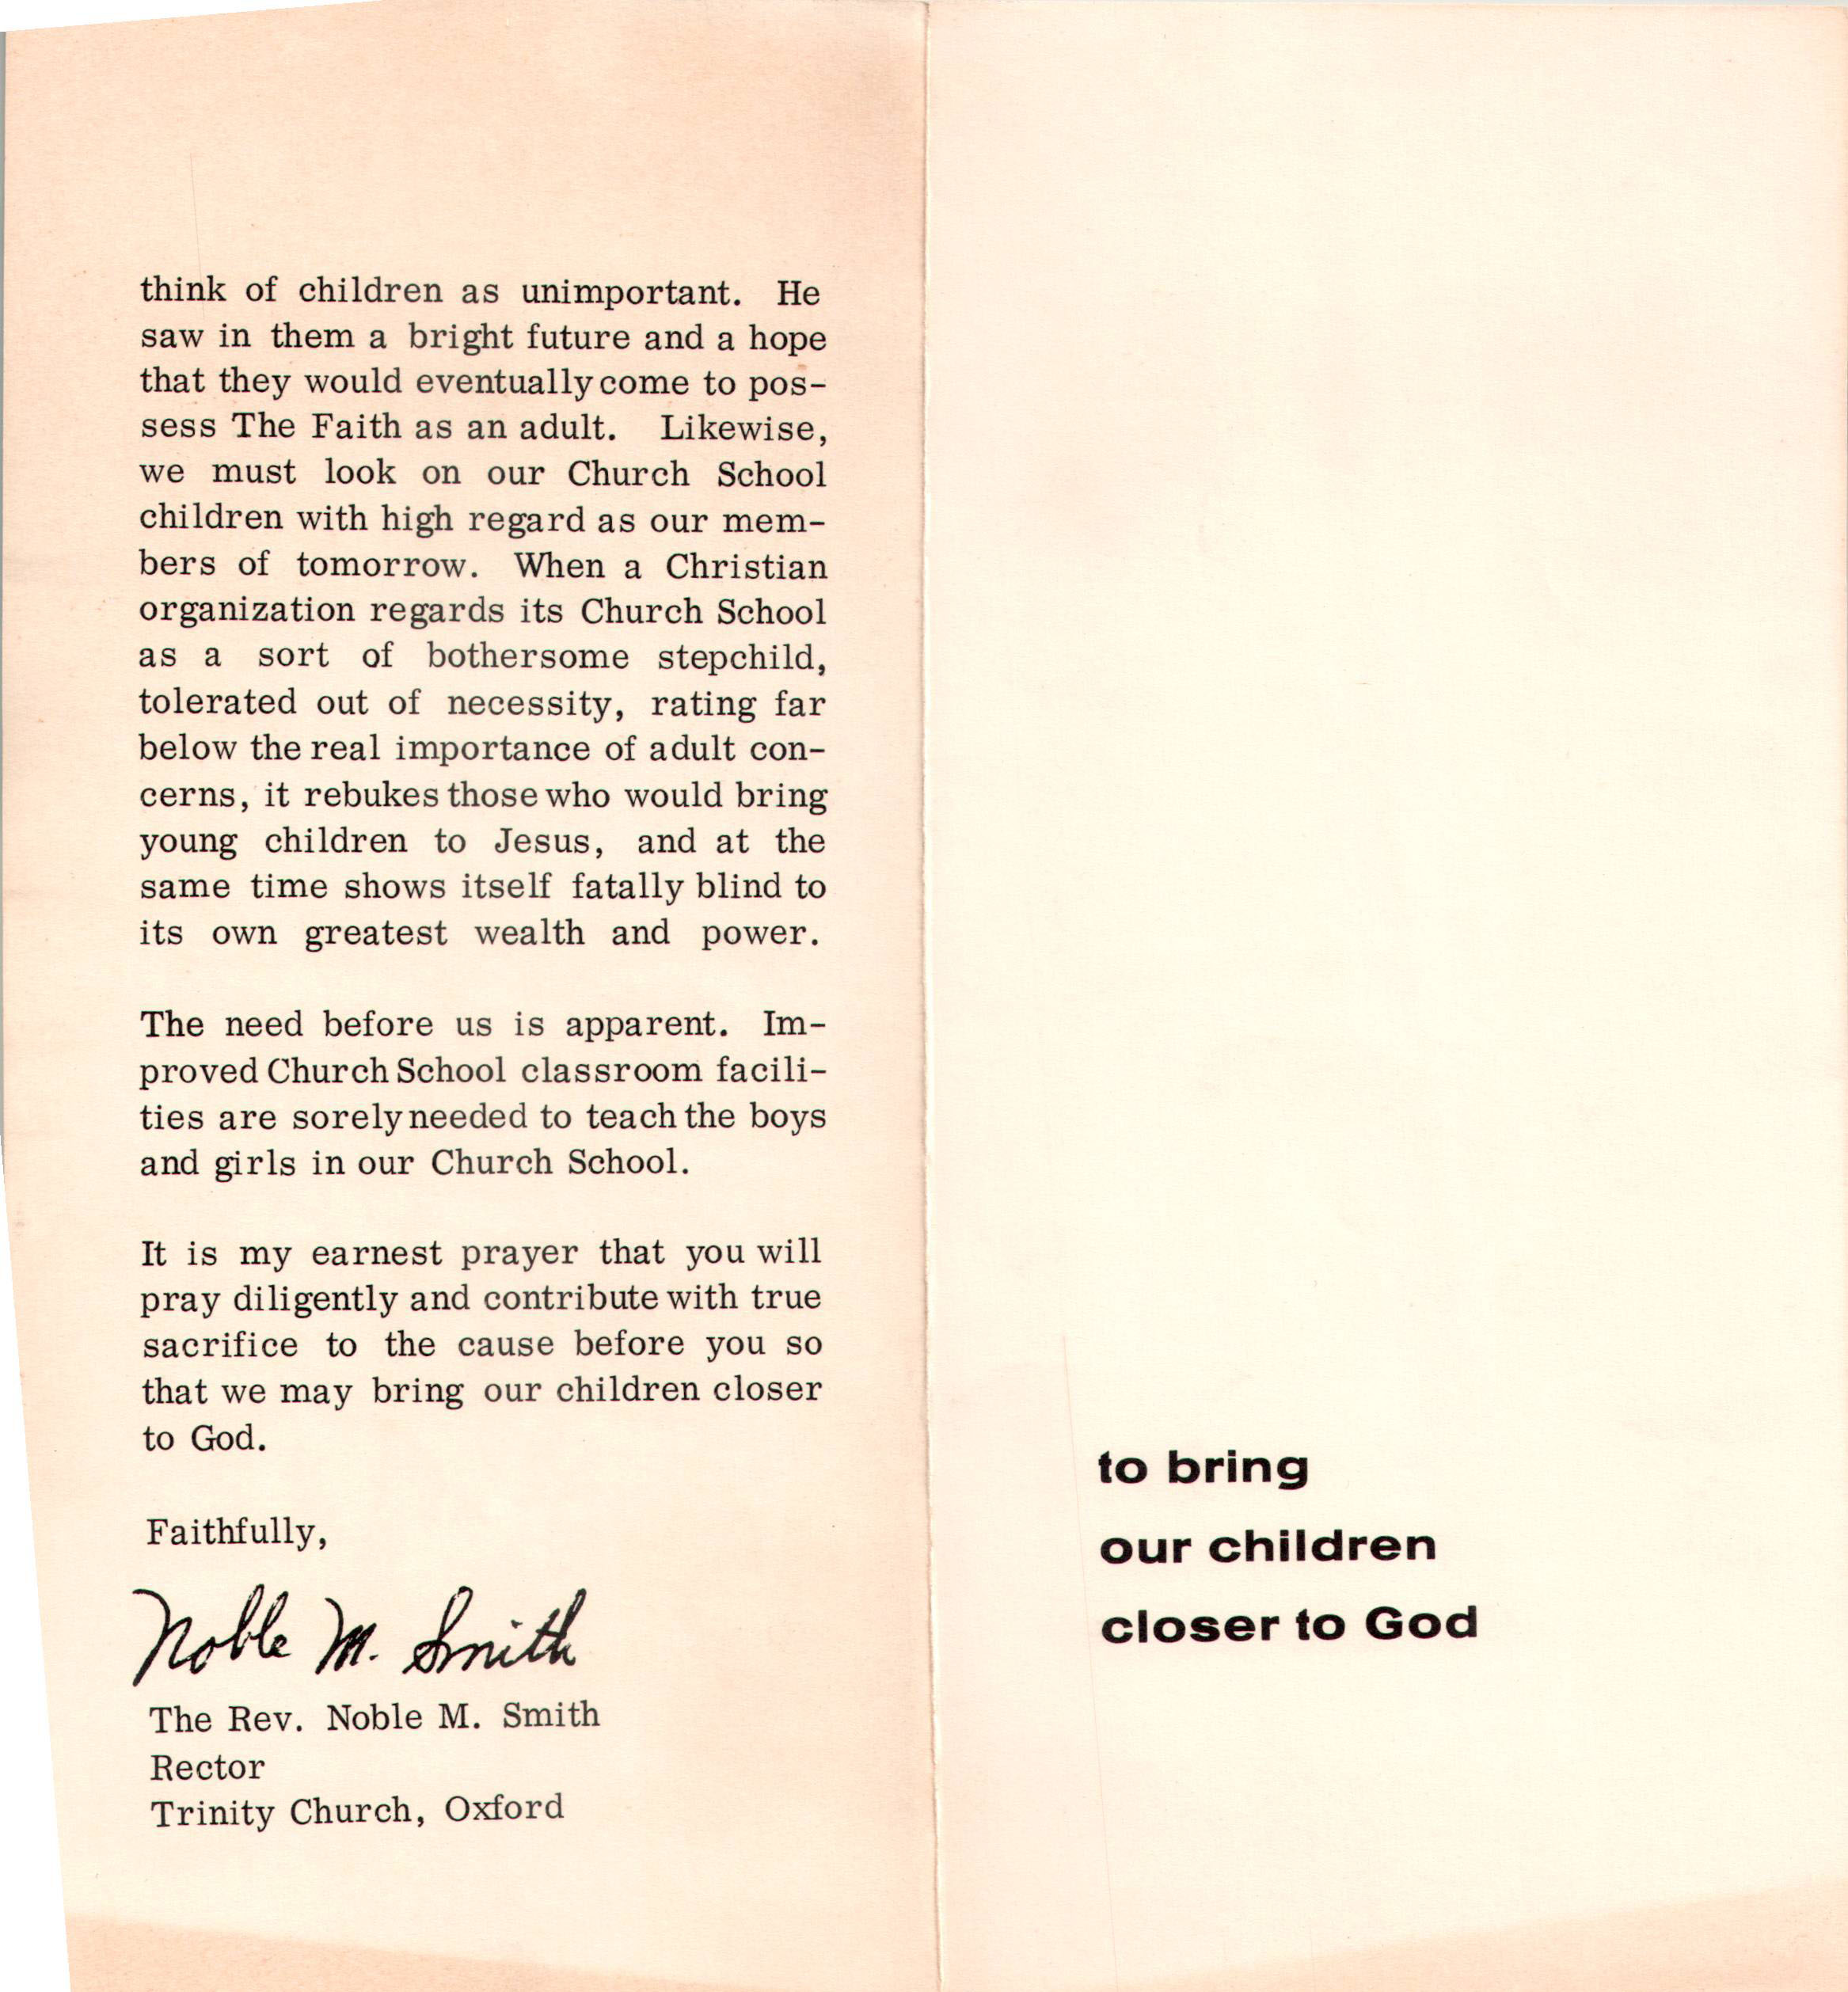 think of children as unimportant. He
saw in them a bright future and a hope
that they would eventually come to pos-
sess The Faith as an adult. Likewise,
we must look on our Church School
children with high regard as our mem-
bers of tomorrow. When a Christian
organization regards its Church School
as a sort of bothersome stepchild,
tolerated out of necessity, rating far
below the real importance of adult con-
cerns, it rebukes those who would bring
young children to Jesus, and at the
same time shows itself fatally blind to
its own greatest wealth and power.
The need before us is apparent. Im-
proved Church School classroom facili-
ties are sorely needed to teach the boys
and girls in our Church School.
It is my earnest prayer that you will
pray diligently and contribute with true
sacrifice to the cause before you so
that we may bring our children closer
to God.
Faithfully,
Noble M. Smith
The Rev. Noble M. Smith
Rector
Trinity Church, Oxford
to bring
our children
closer to God